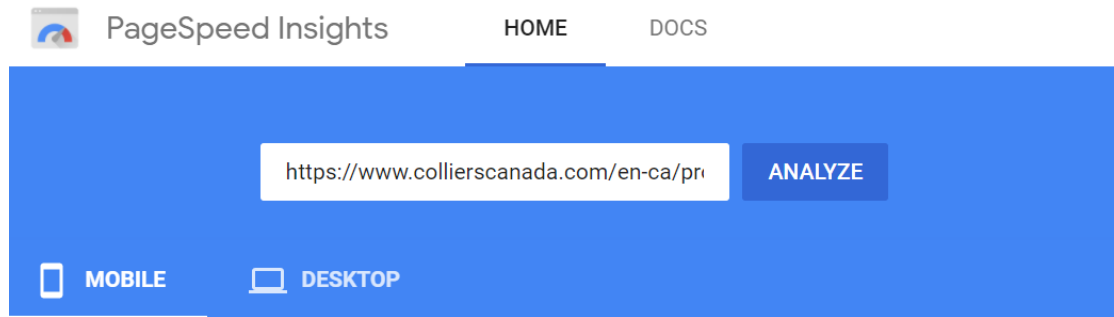 PageSpeed Insights HOME DOCS
https://www.collierscanada.com/en-ca/pr ANALYZE
MOBILE DESKTOP